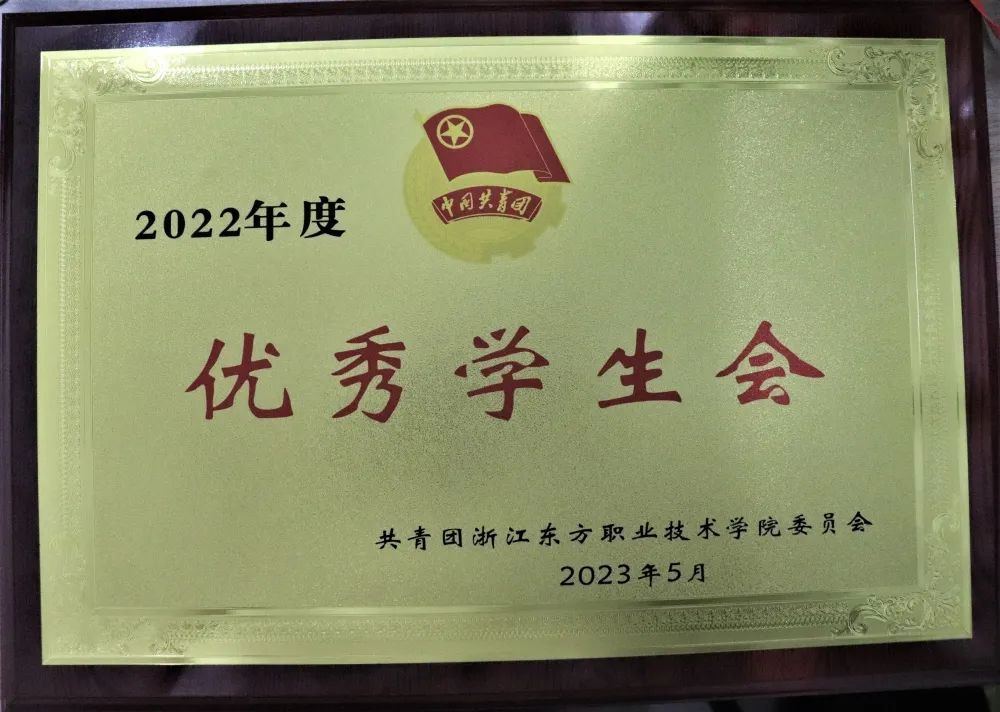 中国共青团
2022年度
优秀学生会
共青团浙江东方职业技术学院委员会
2023年5月